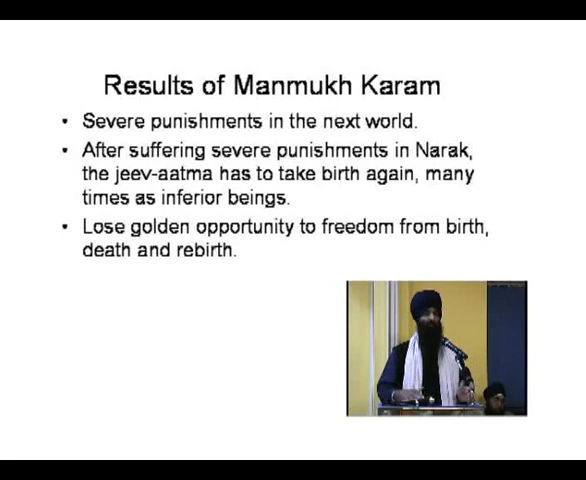 Results of Manmukh Karam
• Severe punishments in the next world.
• After suffering severe punishments in Narak,
the jeev-aatma has to take birth again, many
times as inferior beings.
• Lose golden opportunity to freedom from birth,
death and rebirth.